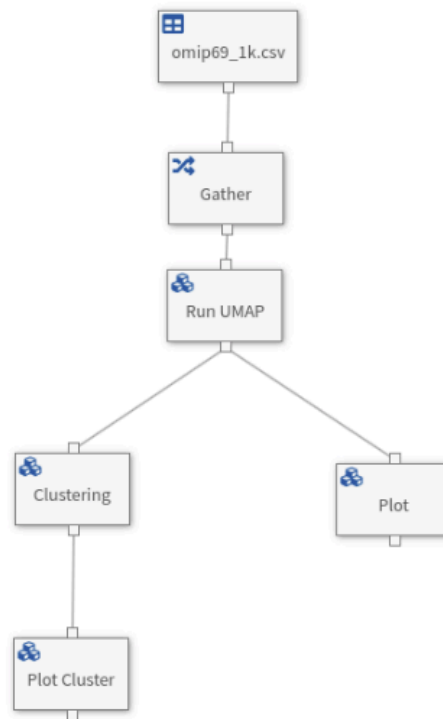 omip69_1k.csv
Gather
Run UMAP
Clustering
Plot
Plot Cluster